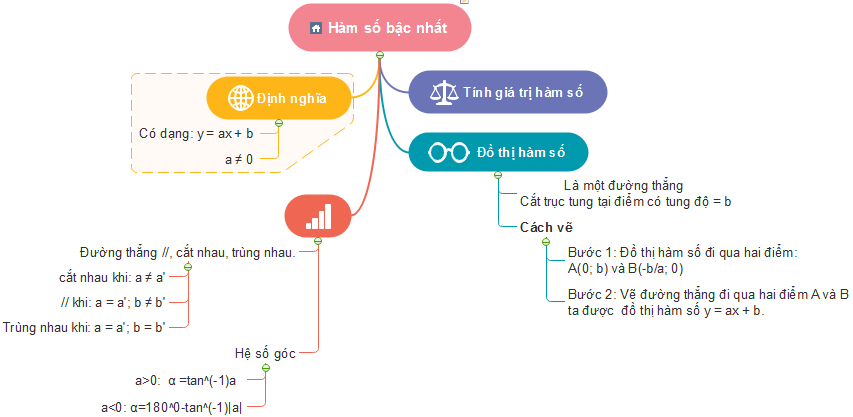 Hàm số bậc nhất
Định nghĩa
Có dạng: y = ax + b
a ≠ 0
Tính giá trị hàm số
Đồ thị hàm số
Là một đường thẳng
Cắt trục tung tại điểm có tung độ = b
Cách vẽ
Bước 1: Đồ thị hàm số đi qua hai điểm:
A(0; b) và B(-b/a; 0)
Bước 2: Vẽ đường thẳng đi qua hai điểm A và B
ta được đồ thị hàm số y = ax + b.
Đường thẳng //, cắt nhau, trùng nhau.
cắt nhau khi: a ≠ a'
// khi: a = a'; b ≠ b'
Trùng nhau khi: a = a'; b = b'
Hệ số góc
a>0: α =tan^(-1)a
a<0: α=180^0-tan^(-1)|a|